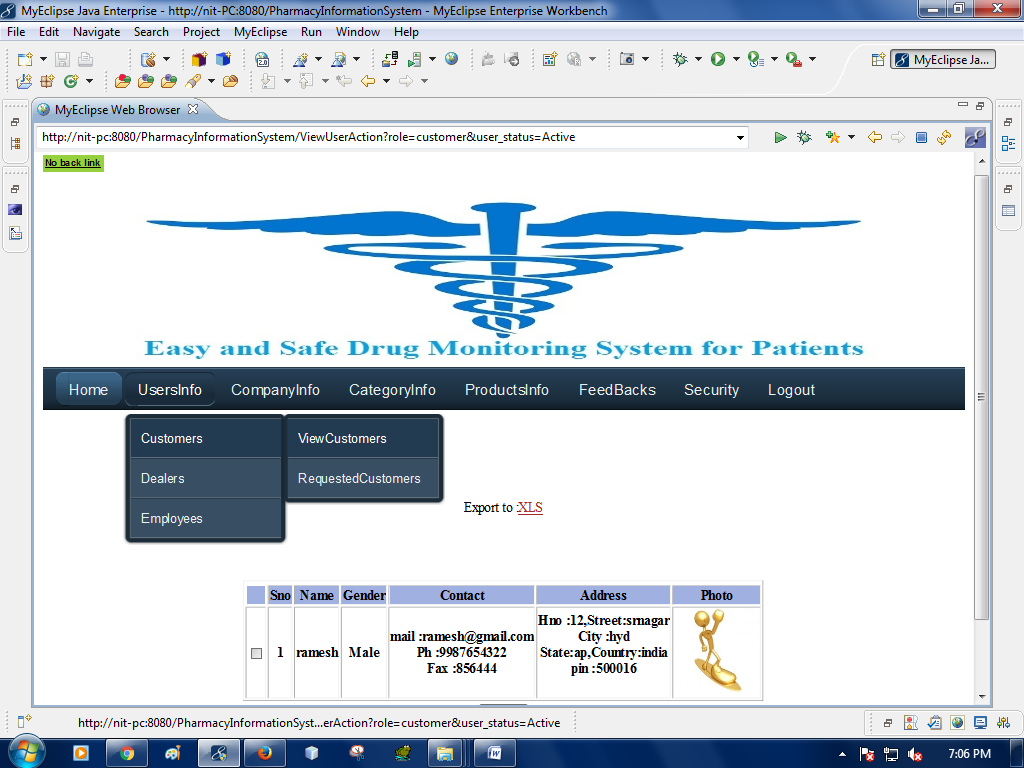 MyEclipse Java Enterprise - http://nit-PC:8080/PharmacyInformationSystem - MyEclipse Enterprise Workbench
File Edit Navigate Search Project MyEclipse Run Window Help
2.0
MyEclipse Ja...
MyEclipse Web Browser
http://nit-pc:8080/PharmacyInformationSystem/ViewUserAction?role=customer&user_status=Active
No back link
Easy and Safe Drug Monitoring System for Patients
Home UsersInfo CompanyInfo CategoryInfo ProductsInfo FeedBacks Security Logout
Customers ViewCustomers
Dealers RequestedCustomers
Employees
Export to :XLS
Sno Name Gender Contact Address Photo
1 ramesh Male
mail :ramesh@gmail.com
Ph :9987654322
Fax :856444
Hno :12,Street:srnagar
City :hyd
State:ap,Country:india
pin :500016
http://nit-pc:8080/PharmacyInformationSyst...erAction?role=customer&user_status=Active
7:06 PM